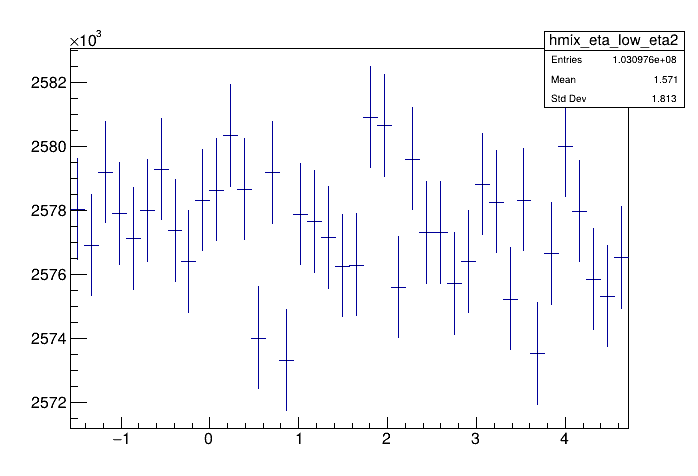 ×10³
hmix_eta_low_eta2
Entries 1.030976e+08
Mean 1.571
Std Dev 1.813
2582
2580
2578
2576
2574
2572
−1 0 1 2 3 4